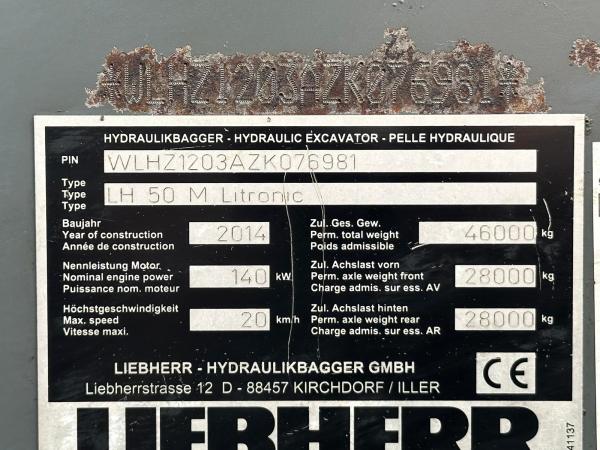 *WLHZ1203AZK076981*
HYDRAULIKBAGGER - HYDRAULIC EXCAVATOR - PELLE HYDRAULIQUE
PIN WLHZ1203AZK076981
Type
Type LH 50 M Litronic
Type
Baujahr
Year of construction 2014
Année de construction
Zul. Ges. Gew.
Perm. total weight 46000 kg
Poids admissible
Nennleistung Motor
Nominal engine power 140 kW
Puissance nom. moteur
Zul. Achslast vorn
Perm. axle weight front 28000 kg
Charge admis. sur ess. AV
Höchstgeschwindigkeit
Max. speed 20 km/h
Vitesse maxi.
Zul. Achslast hinten
Perm. axle weight rear 28000 kg
Charge admis. sur ess. AR
LIEBHERR - HYDRAULIKBAGGER GMBH
Liebherrstrasse 12 D - 88457 KIRCHDORF / ILLER
CE
LIEBHERR
41137